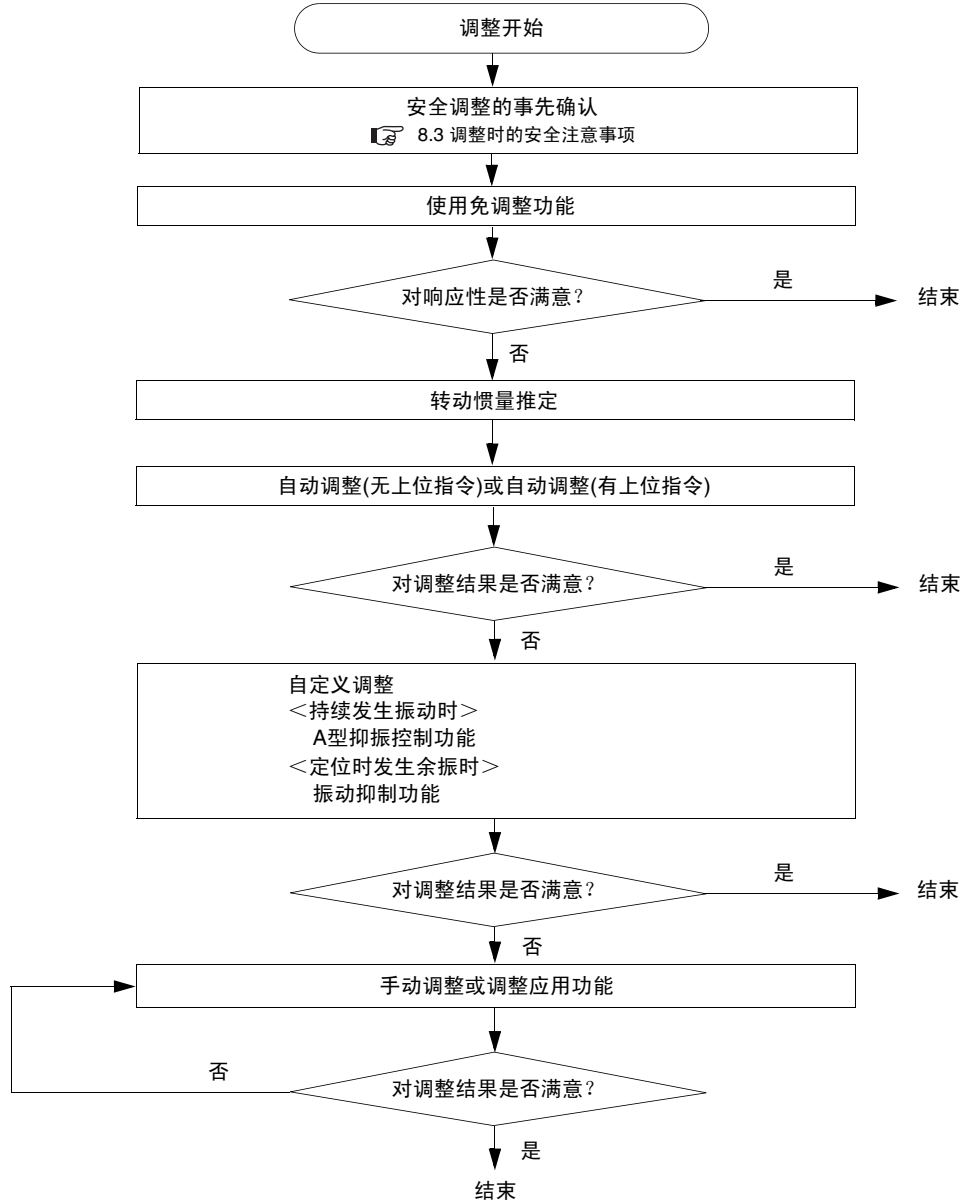 调整开始
安全调整的事先确认
8.3 调整时的安全注意事项
使用免调整功能
对响应性是否满意？
是
结束
否
转动惯量推定
自动调整(无上位指令)或自动调整(有上位指令)
对调整结果是否满意？
是
结束
否
自定义调整
＜持续发生振动时＞
A型抑振控制功能
＜定位时发生余振时＞
振动抑制功能
对调整结果是否满意？
是
结束
否
手动调整或调整应用功能
否
对调整结果是否满意？
是
结束